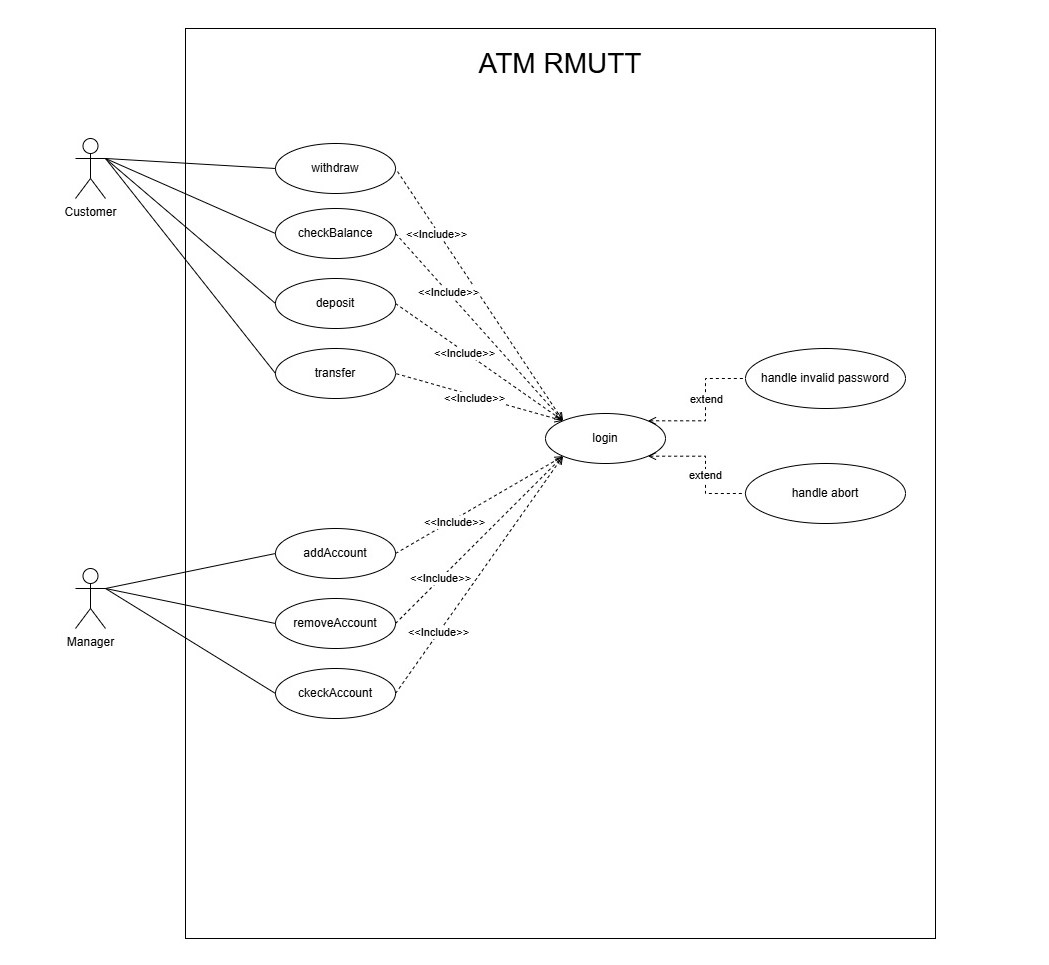 ATM RMUTT
withdraw
Customer
checkBalance
<<Include>>
<<Include>>
deposit
<<Include>>
transfer
handle invalid password
<<Include>>
extend
login
extend
handle abort
<<Include>>
addAccount
<<Include>>
removeAccount
<<Include>>
Manager
ckeckAccount